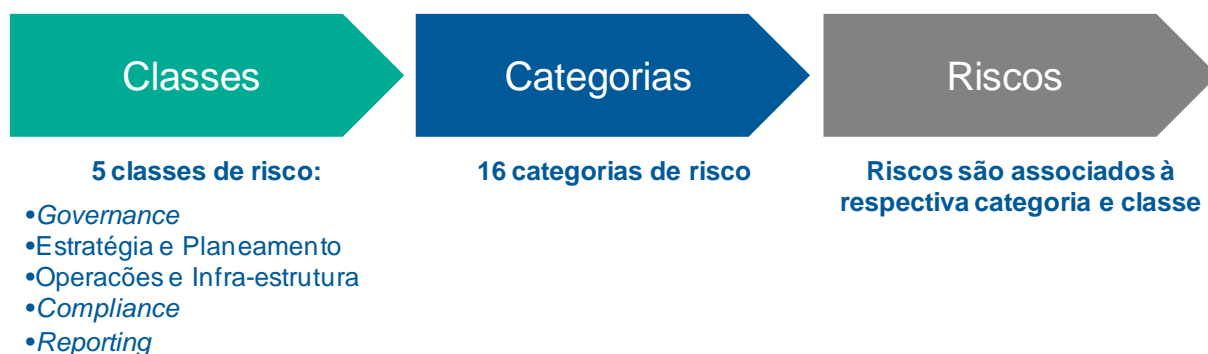 Classes
Categorias
Riscos
5 classes de risco:
•Governance
•Estratégia e Planeamento
•Operacões e Infra-estrutura
•Compliance
•Reporting
16 categorias de risco
Riscos são associados à
respectiva categoria e classe